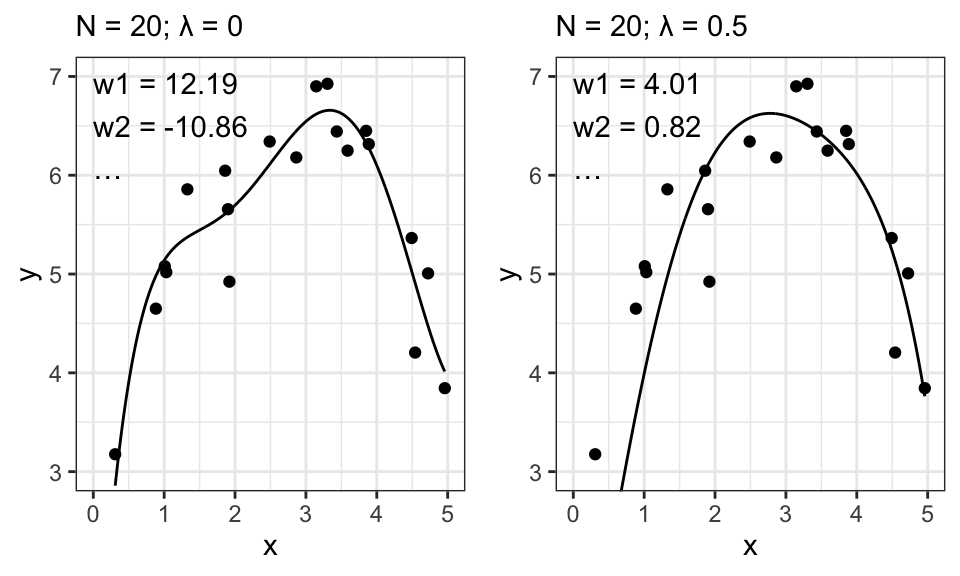 N = 20; λ = 0
w1 = 12.19
w2 = -10.86
...
7
6
5
4
3
y
0 1 2 3 4 5
x
N = 20; λ = 0.5
w1 = 4.01
w2 = 0.82
...
7
6
5
4
3
y
0 1 2 3 4 5
x